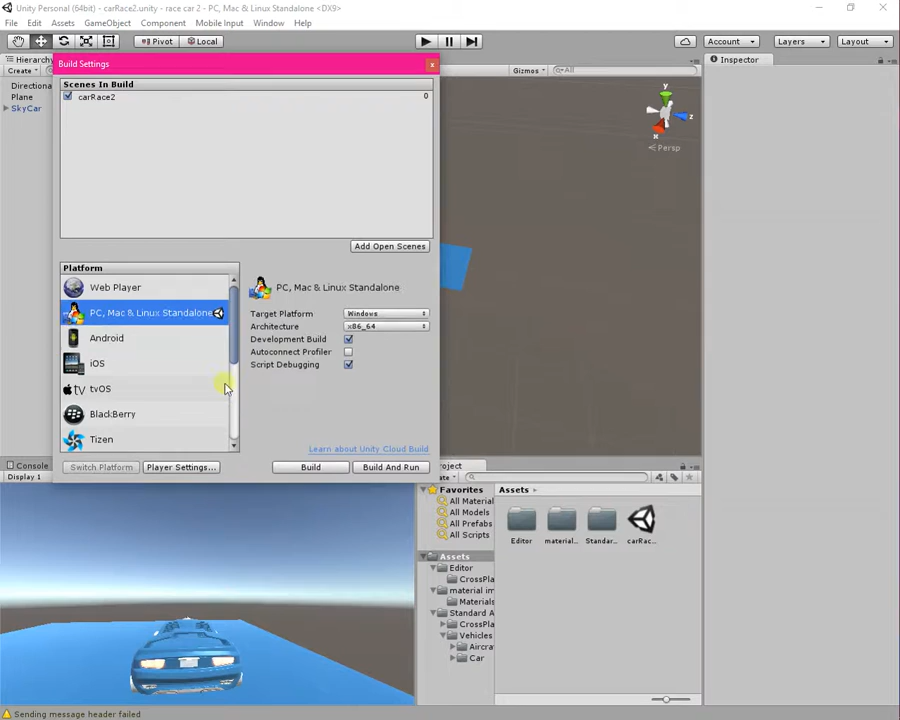 Unity Personal (64bit) - carRace2.unity - race car 2 - PC, Mac & Linux Standalone <DX9>
File Edit Assets GameObject Component Mobile Input Window Help
Pivot Local Account Layers Layout
Hierarchy
Build Settings
Inspector
Create
Gizmos
All
Directional
Plane
SkyCar
Scenes In Build
carRace2 0
y
z
x
Persp
Add Open Scenes
Platform
Web Player
PC, Mac & Linux Standalone
Android
iOS
tv tvOS
BlackBerry
Tizen
PC, Mac & Linux Standalone
Target Platform Windows
Architecture x86_64
Development Build
Autoconnect Profiler
Script Debugging
Learn about Unity Cloud Build
Switch Platform Player Settings... Build Build And Run
Console
Display 1
Favorites
All Material
All Models
All Prefabs
All Scripts
Assets
Editor
CrossPla
material im
Materials
Standard A
CrossPla
Vehicles
Aircra
Car
Assets
Editor material... Standar... carRac...
Sending message header failed